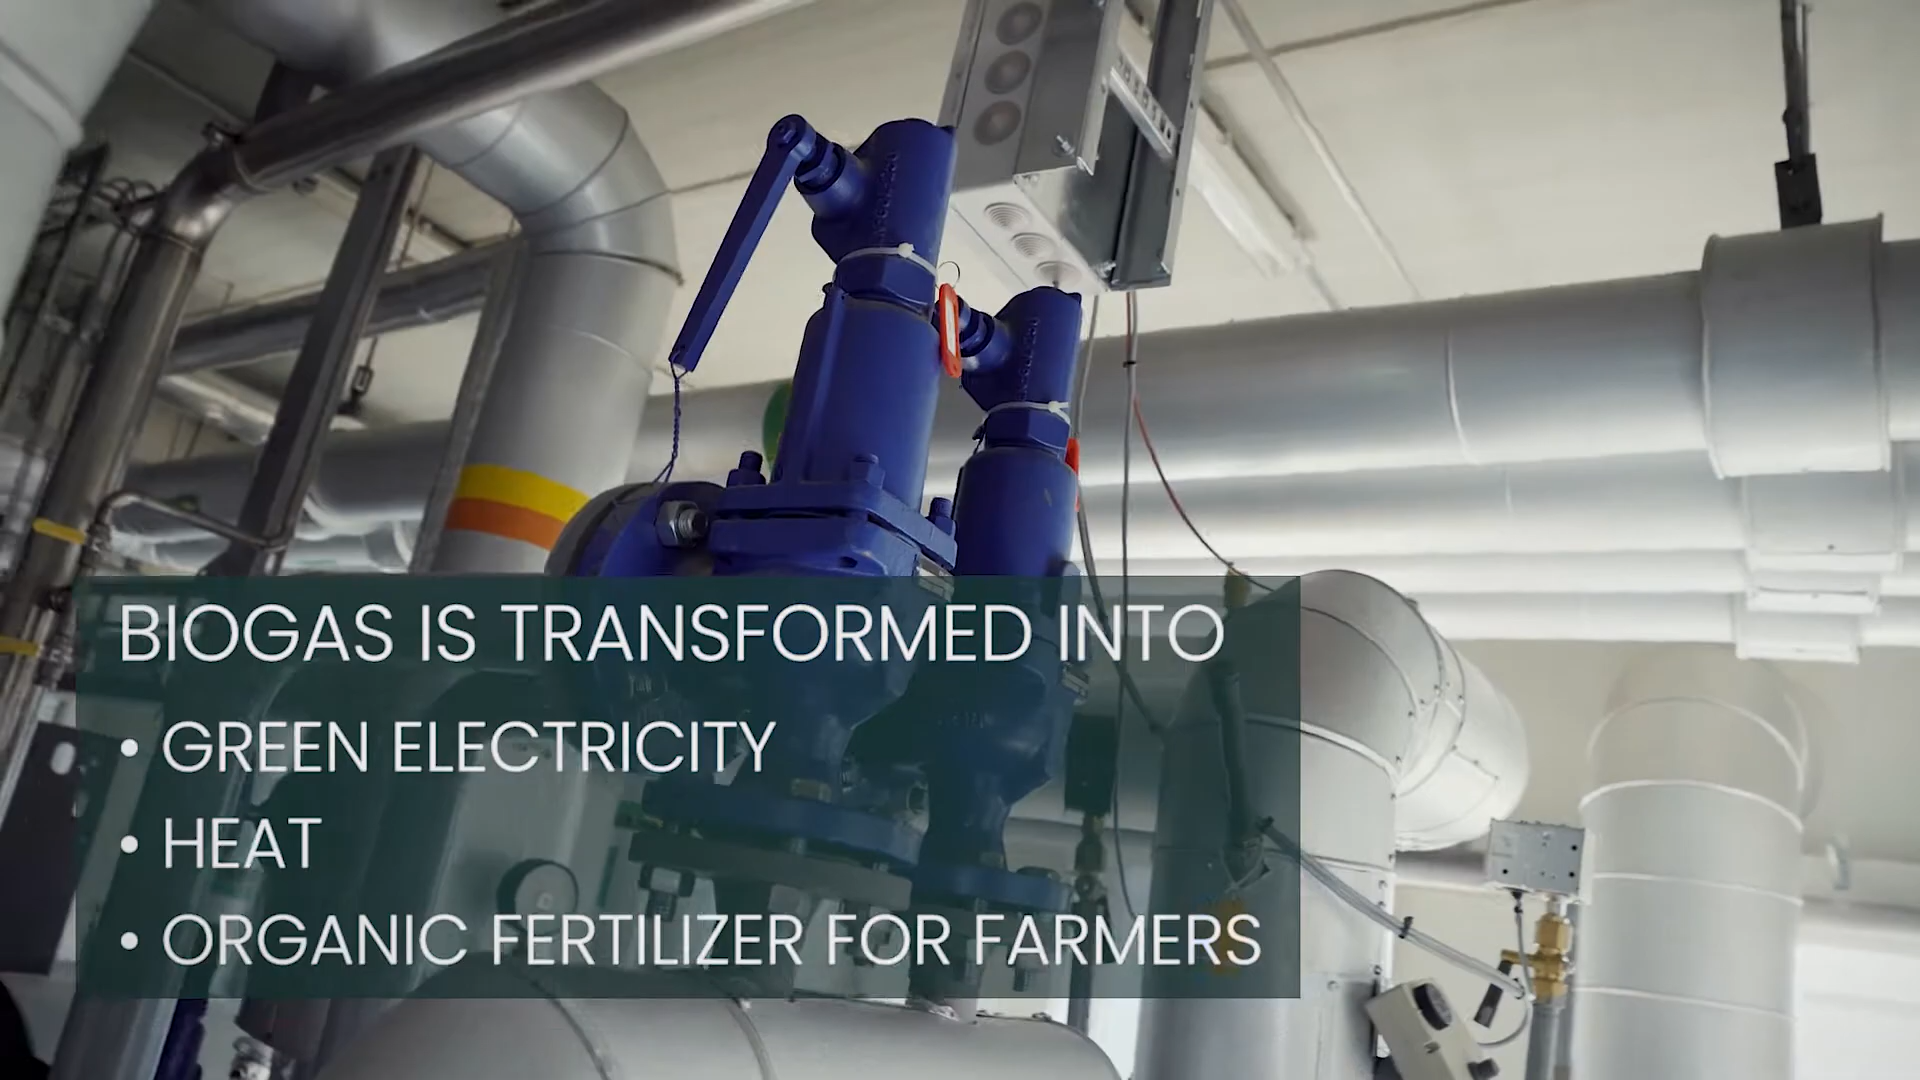 BIOGAS IS TRANSFORMED INTO
• GREEN ELECTRICITY
• HEAT
• ORGANIC FERTILIZER FOR FARMERS